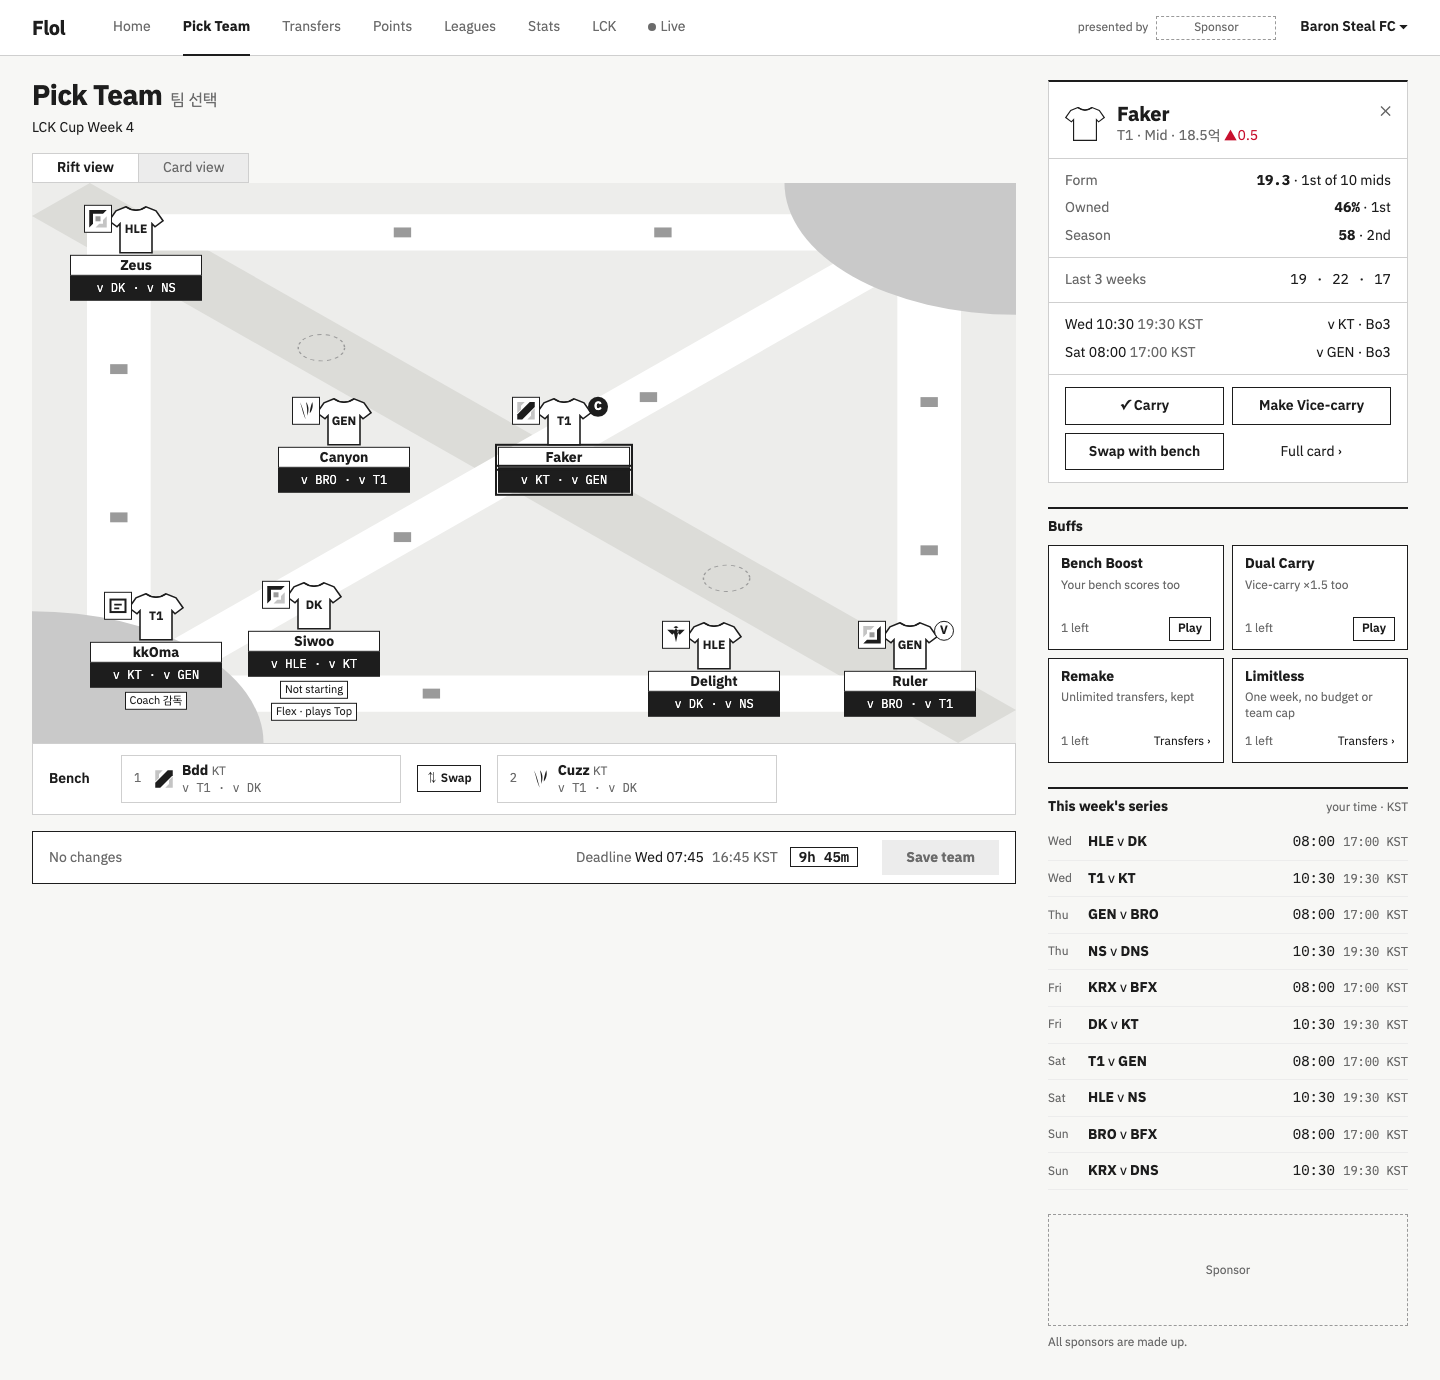 Flol
Home
Pick Team
Transfers
Points
Leagues
Stats
LCK
Live
presented by
Sponsor
Baron Steal FC
Pick Team 팀 선택
LCK Cup Week 4
Rift view
Card view
HLE
Zeus
v DK · v NS
GEN
Canyon
v BRO · v T1
T1
C
Faker
v KT · v GEN
T1
kkOma
v KT · v GEN
Coach 감독
DK
Siwoo
v HLE · v KT
Not starting
Flex · plays Top
HLE
Delight
v DK · v NS
GEN
V
Ruler
v BRO · v T1
Bench
1
Bdd KT
v T1 · v DK
⇅ Swap
2
Cuzz KT
v T1 · v DK
No changes
Deadline Wed 07:45 16:45 KST
9h 45m
Save team
Faker
×
T1 · Mid · 18.5억 ▲0.5
Form 19.3 · 1st of 10 mids
Owned 46% · 1st
Season 58 · 2nd
Last 3 weeks 19 · 22 · 17
Wed 10:30 19:30 KST v KT · Bo3
Sat 08:00 17:00 KST v GEN · Bo3
✓ Carry
Make Vice-carry
Swap with bench
Full card ›
Buffs
Bench Boost
Your bench scores too
1 left
Play
Dual Carry
Vice-carry ×1.5 too
1 left
Play
Remake
Unlimited transfers, kept
1 left
Transfers ›
Limitless
One week, no budget or
team cap
1 left
Transfers ›
This week's series your time · KST
Wed HLE v DK 08:00 17:00 KST
Wed T1 v KT 10:30 19:30 KST
Thu GEN v BRO 08:00 17:00 KST
Thu NS v DNS 10:30 19:30 KST
Fri KRX v BFX 08:00 17:00 KST
Fri DK v KT 10:30 19:30 KST
Sat T1 v GEN 08:00 17:00 KST
Sat HLE v NS 10:30 19:30 KST
Sun BRO v BFX 08:00 17:00 KST
Sun KRX v DNS 10:30 19:30 KST
Sponsor
All sponsors are made up.